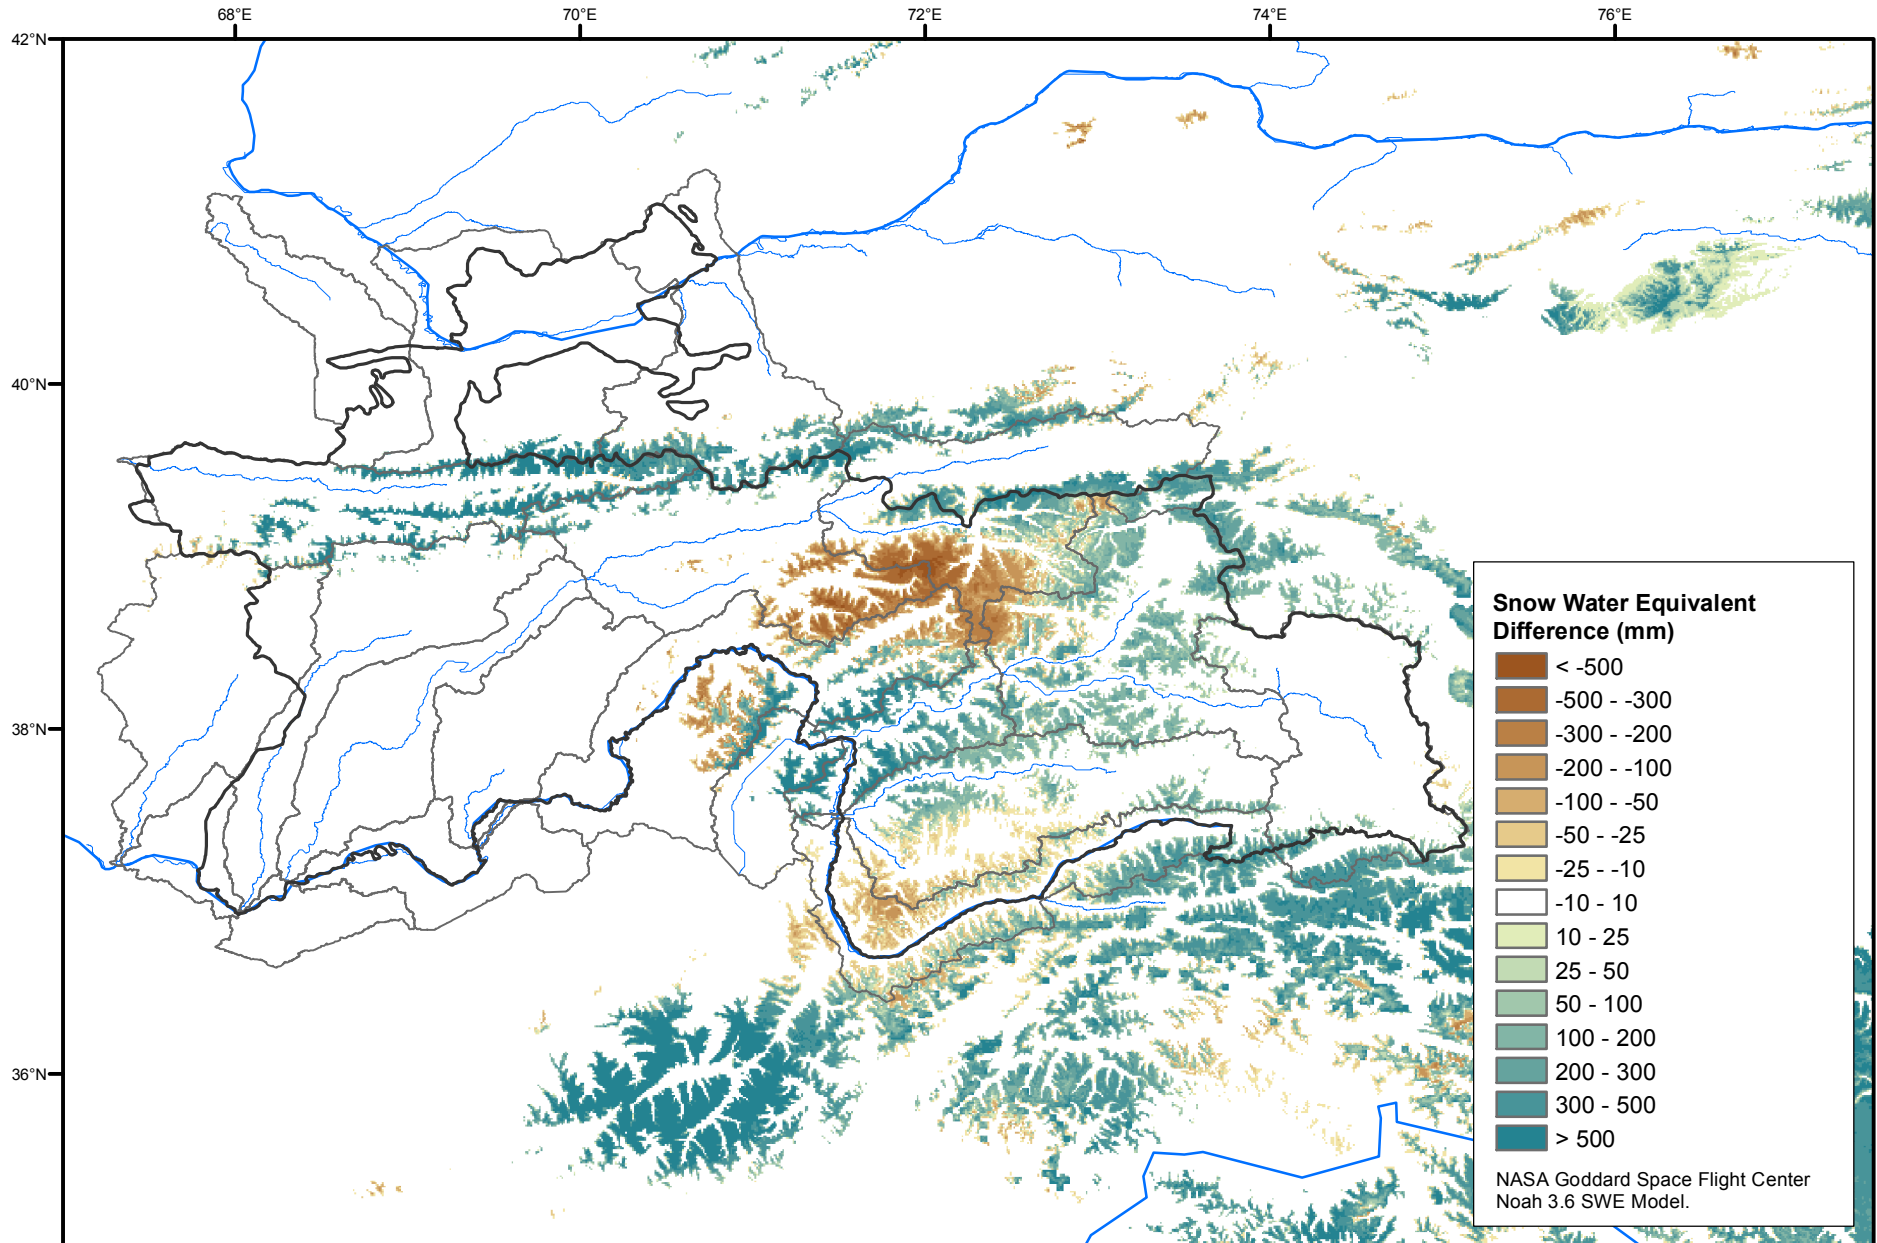 68°E
70°E
72°E
74°E
76°E
42°N
40°N
38°N
36°N
Snow Water Equivalent
Difference (mm)
< -500
-500 - -300
-300 - -200
-200 - -100
-100 - -50
-50 - -25
-25 - -10
-10 - 10
10 - 25
25 - 50
50 - 100
100 - 200
200 - 300
300 - 500
> 500
NASA Goddard Space Flight Center
Noah 3.6 SWE Model.